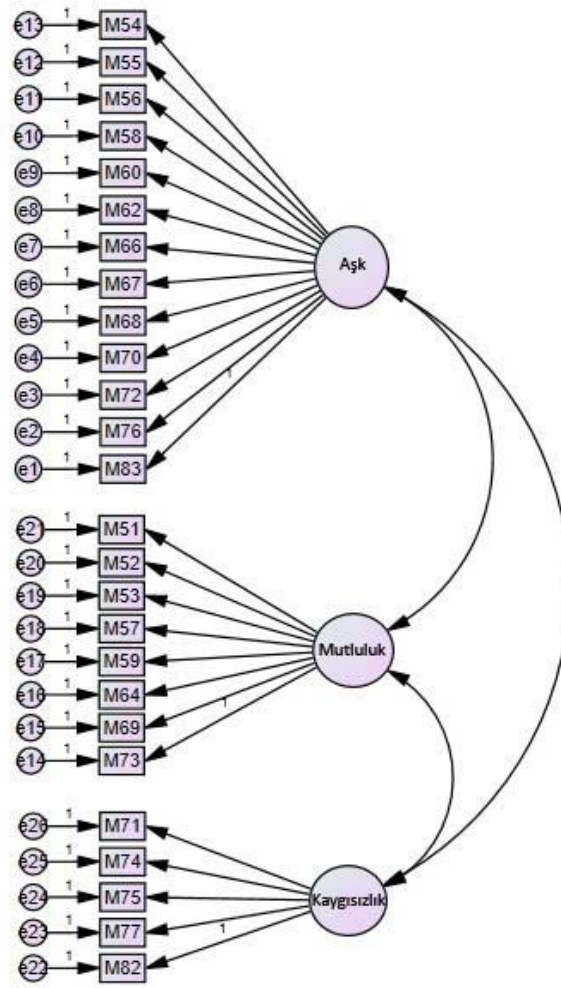 e13 1 M54
e12 1 M55
e11 1 M56
e10 1 M58
e9 1 M60
e8 1 M62
e7 1 M66
e6 1 M67
e5 1 M68
e4 1 M70
e3 1 M72
e2 1 M76
e1 1 M83
1
Aşk
e21 1 M51
e20 1 M52
e19 1 M53
e18 1 M57
e17 1 M59
e16 1 M64
e15 1 M69
e14 1 M73
1
Mutluluk
e26 1 M71
e25 1 M74
e24 1 M75
e23 1 M77
e22 1 M82
1
Kaygısızlık